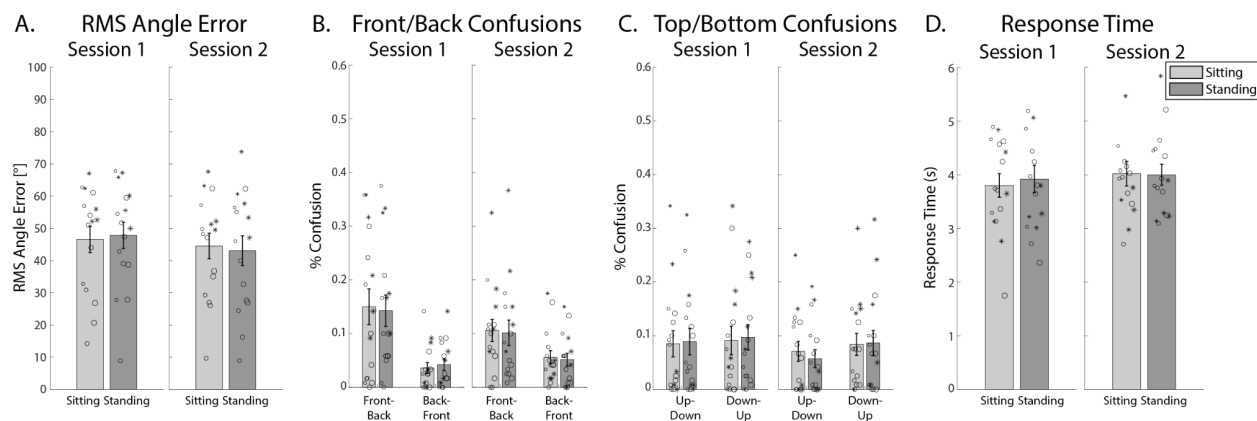 A. RMS Angle Error
Session 1 Session 2
RMS Angle Error [°]
100
90
80
70
60
50
40
30
20
10
0
Sitting Standing Sitting Standing
B. Front/Back Confusions
Session 1 Session 2
% Confusion
0.6
0.5
0.4
0.3
0.2
0.1
0
Front-Back Back-Front Front-Back Back-Front
C. Top/Bottom Confusions
Session 1 Session 2
% Confusion
0.6
0.5
0.4
0.3
0.2
0.1
0
Up-Down Down-Up Up-Down Down-Up
D. Response Time
Session 1 Session 2
Sitting
Standing
Response Time (s)
6
5
4
3
2
1
0
Sitting Standing Sitting Standing